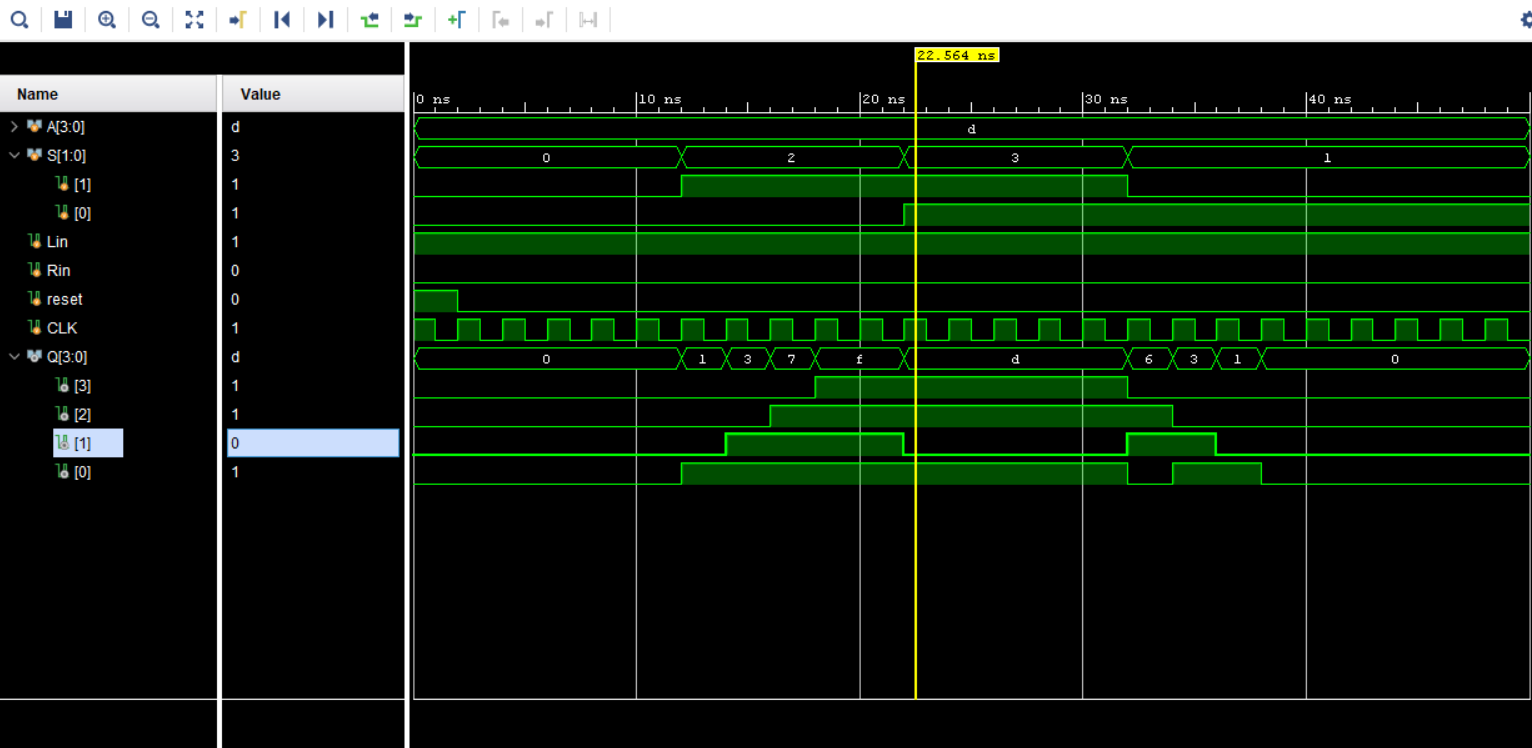 22.564 ns
Name Value
0 ns 10 ns 20 ns 30 ns 40 ns
A[3:0] d d
S[1:0] 3 0 2 3 1
[1] 1
[0] 1
Lin 1
Rin 0
reset 0
CLK 1
Q[3:0] d 0 1 3 7 f d 6 3 1 0
[3] 1
[2] 1
[1] 0
[0] 1